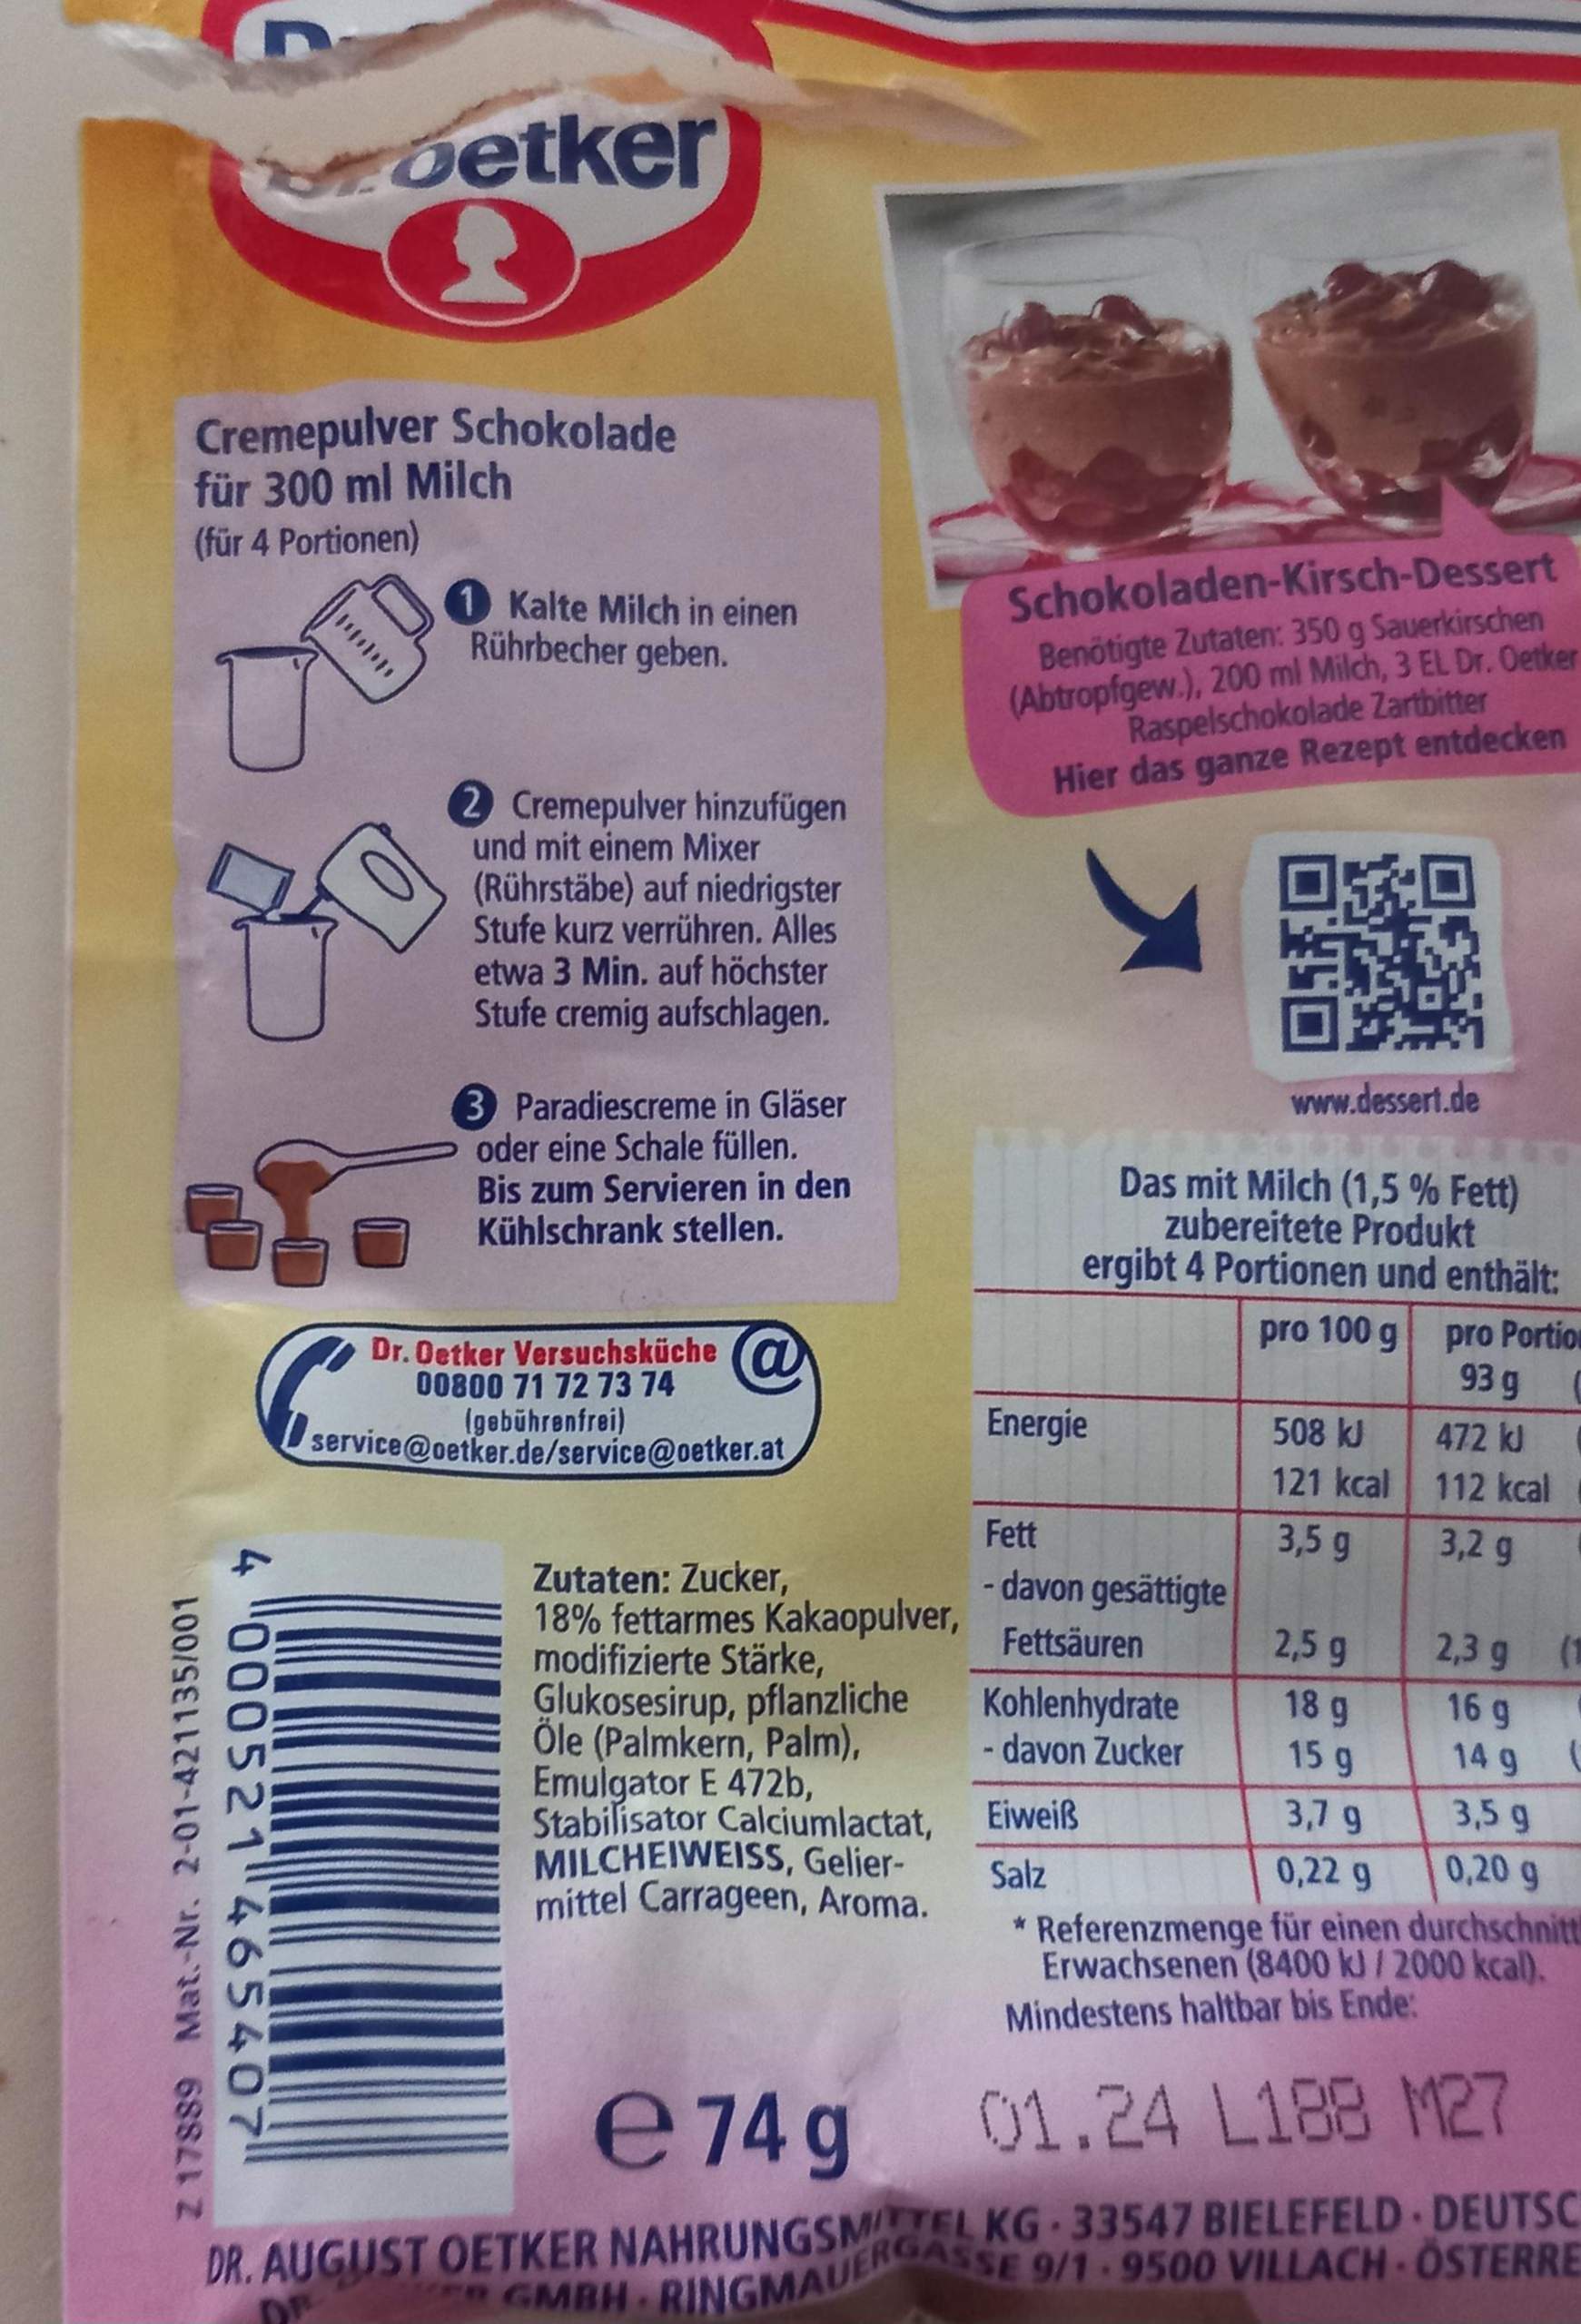 Oetker
Cremepulver Schokolade
für 300 ml Milch
(für 4 Portionen)
1 Kalte Milch in einen
Rührbecher geben.
2 Cremepulver hinzufügen
und mit einem Mixer
(Rührstäbe) auf niedrigster
Stufe kurz verrühren. Alles
etwa 3 Min. auf höchster
Stufe cremig aufschlagen.
3 Paradiescreme in Gläser
oder eine Schale füllen.
Bis zum Servieren in den
Kühlschrank stellen.
Dr. Oetker Versuchsküche @
00800 71 72 73 74
(gebührenfrei)
service@oetker.de/service@oetker.at
Z 17889 Mat.-Nr. 2-01-421135/001
4 000521 465407
Zutaten: Zucker,
18% fettarmes Kakaopulver,
modifizierte Stärke,
Glukosesirup, pflanzliche
Öle (Palmkern, Palm),
Emulgator E 472b,
Stabilisator Calciumlactat,
MILCHEIWEISS, Gelier-
mittel Carrageen, Aroma.
e 74 g
Schokoladen-Kirsch-Dessert
Benötigte Zutaten: 350 g Sauerkirschen
(Abtropfgew.), 200 ml Milch, 3 EL Dr. Oetker
Raspelschokolade Zartbitter
Hier das ganze Rezept entdecken
www.dessert.de
Das mit Milch (1,5 % Fett)
zubereitete Produkt
ergibt 4 Portionen und enthält:
pro 100 g pro Portion
93 g (
Energie 508 kJ 472 kJ
121 kcal 112 kcal
Fett 3,5 g 3,2 g
- davon gesättigte
Fettsäuren 2,5 g 2,3 g (1
Kohlenhydrate 18 g 16 g
- davon Zucker 15 g 14 g (
Eiweiß 3,7 g 3,5 g
Salz 0,22 g 0,20 g
* Referenzmenge für einen durchschnittl
Erwachsenen (8400 kJ / 2000 kcal).
Mindestens haltbar bis Ende:
01.24 L188 M27
DR. AUGUST OETKER NAHRUNGSMITTEL KG · 33547 BIELEFELD · DEUTSC
GMBH · RINGMAUERGASSE 9/1 · 9500 VILLACH · ÖSTERRE